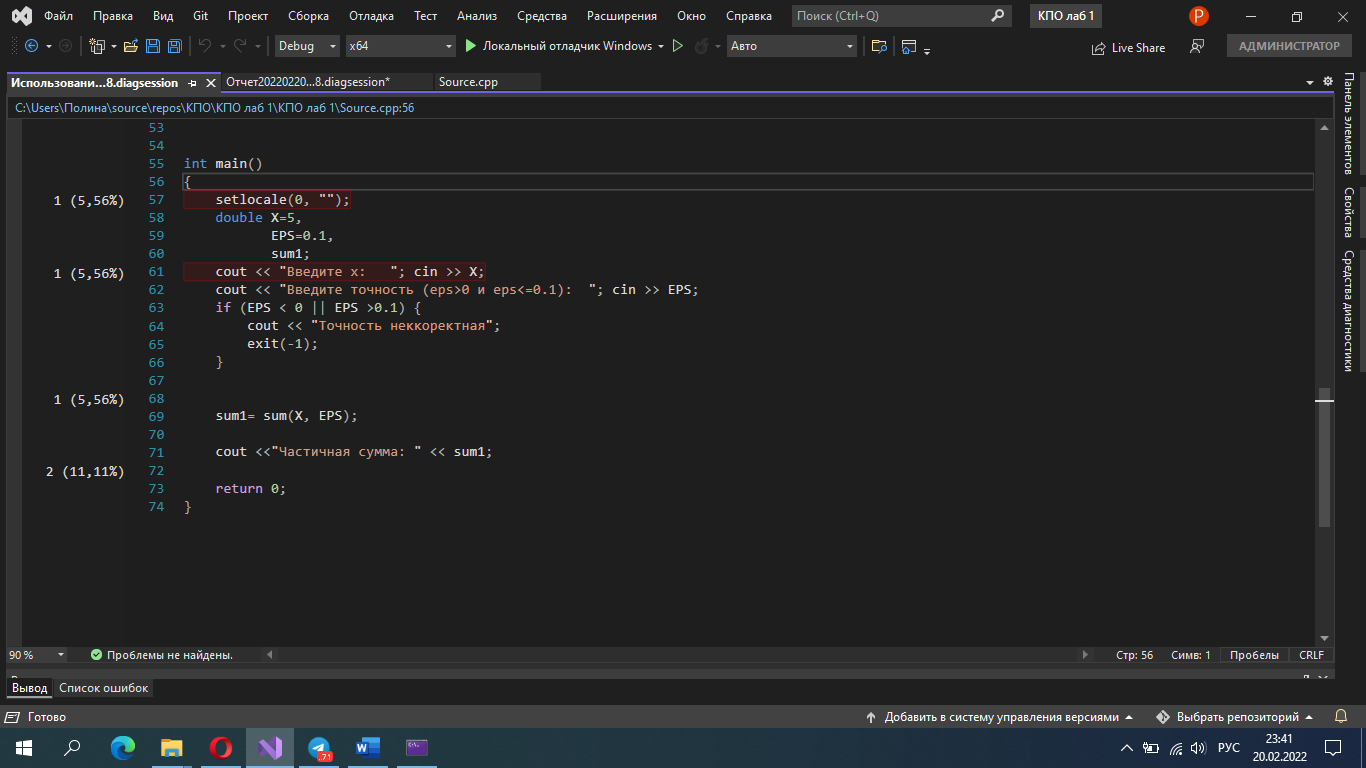 Файл Правка Вид Git Проект Сборка Отладка Тест Анализ Средства Расширения Окно Справка Поиск (Ctrl+Q) КПО лаб 1 P
Debug x64 Локальный отладчик Windows Авто Live Share АДМИНИСТРАТОР
Использовани...8.diagsession Отчет20220220...8.diagsession* Source.cpp
C:\Users\Полина\source\repos\КПО\КПО лаб 1\КПО лаб 1\Source.cpp:56
53
54
55 int main()
56 {
1 (5,56%) 57 setlocale(0, "");
58 double X=5,
59 EPS=0.1,
60 sum1;
1 (5,56%) 61 cout << "Введите x:   "; cin >> X;
62 cout << "Введите точность (eps>0 и eps<=0.1):  "; cin >> EPS;
63 if (EPS < 0 || EPS >0.1) {
64 cout << "Точность неккоректная";
65 exit(-1);
66 }
67
1 (5,56%) 68
69 sum1= sum(X, EPS);
70
71 cout <<"Частичная сумма: " << sum1;
2 (11,11%) 72
73 return 0;
74 }
Панель элементов
Свойства
Средства диагностики
90 % Проблемы не найдены. Стр: 56 Симв: 1 Пробелы CRLF
Вывод Список ошибок
Готово Добавить в систему управления версиями Выбрать репозиторий
71 РУС 23:41
20.02.2022